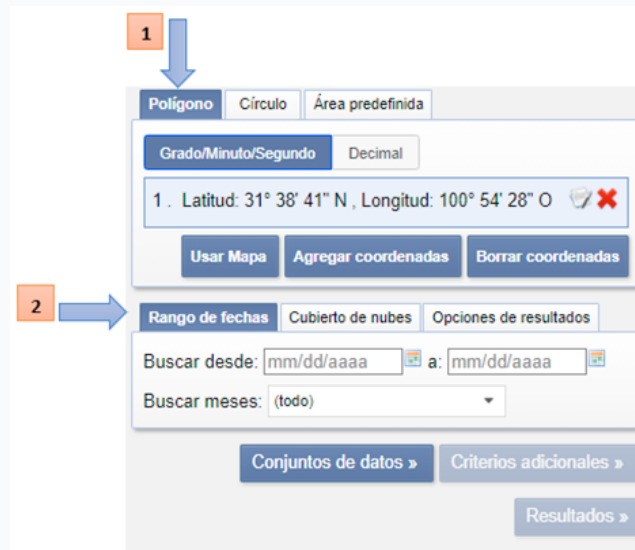 1
Polígono Círculo Área predefinida
Grado/Minuto/Segundo Decimal
1 . Latitud: 31° 38' 41" N , Longitud: 100° 54' 28" O
Usar Mapa Agregar coordenadas Borrar coordenadas
2
Rango de fechas Cubierto de nubes Opciones de resultados
Buscar desde: mm/dd/aaaa a: mm/dd/aaaa
Buscar meses: (todo)
Conjuntos de datos » Criterios adicionales »
Resultados »